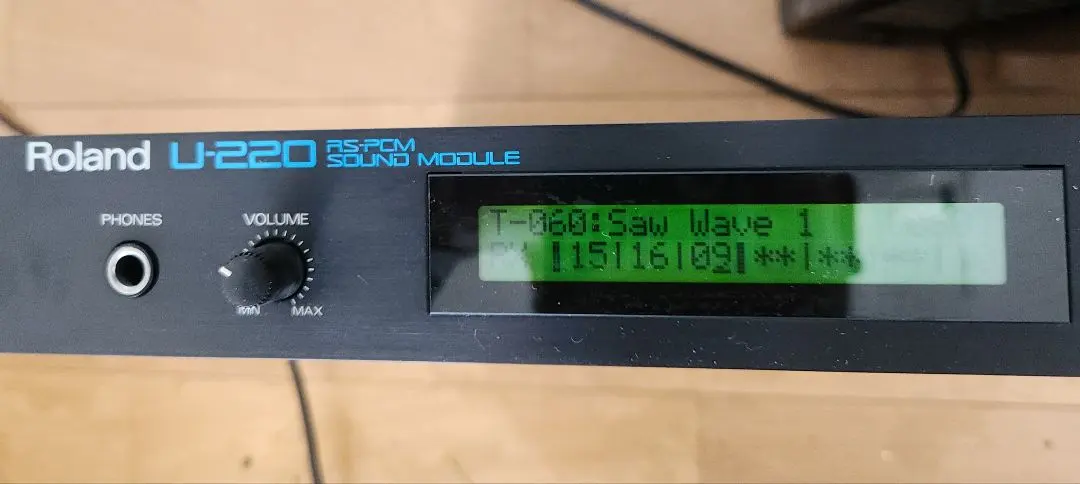 Roland U-220 RS-PCM
SOUND MODULE
PHONES
VOLUME
MIN MAX
T-060:Saw Wave 1
|15|16|09|**|**